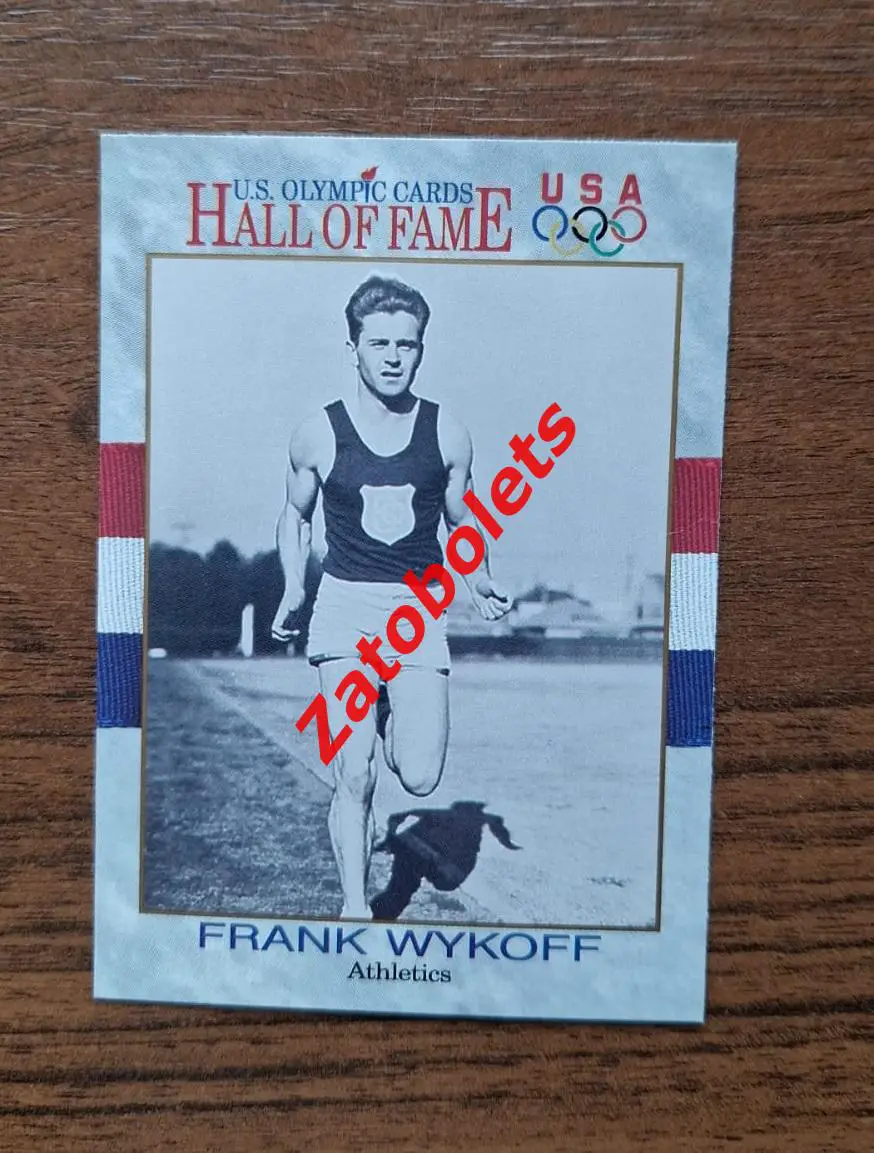 U.S. OLYMPIC CARDS
HALL OF FAME
USA
Zatobolets
FRANK WYKOFF
Athletics